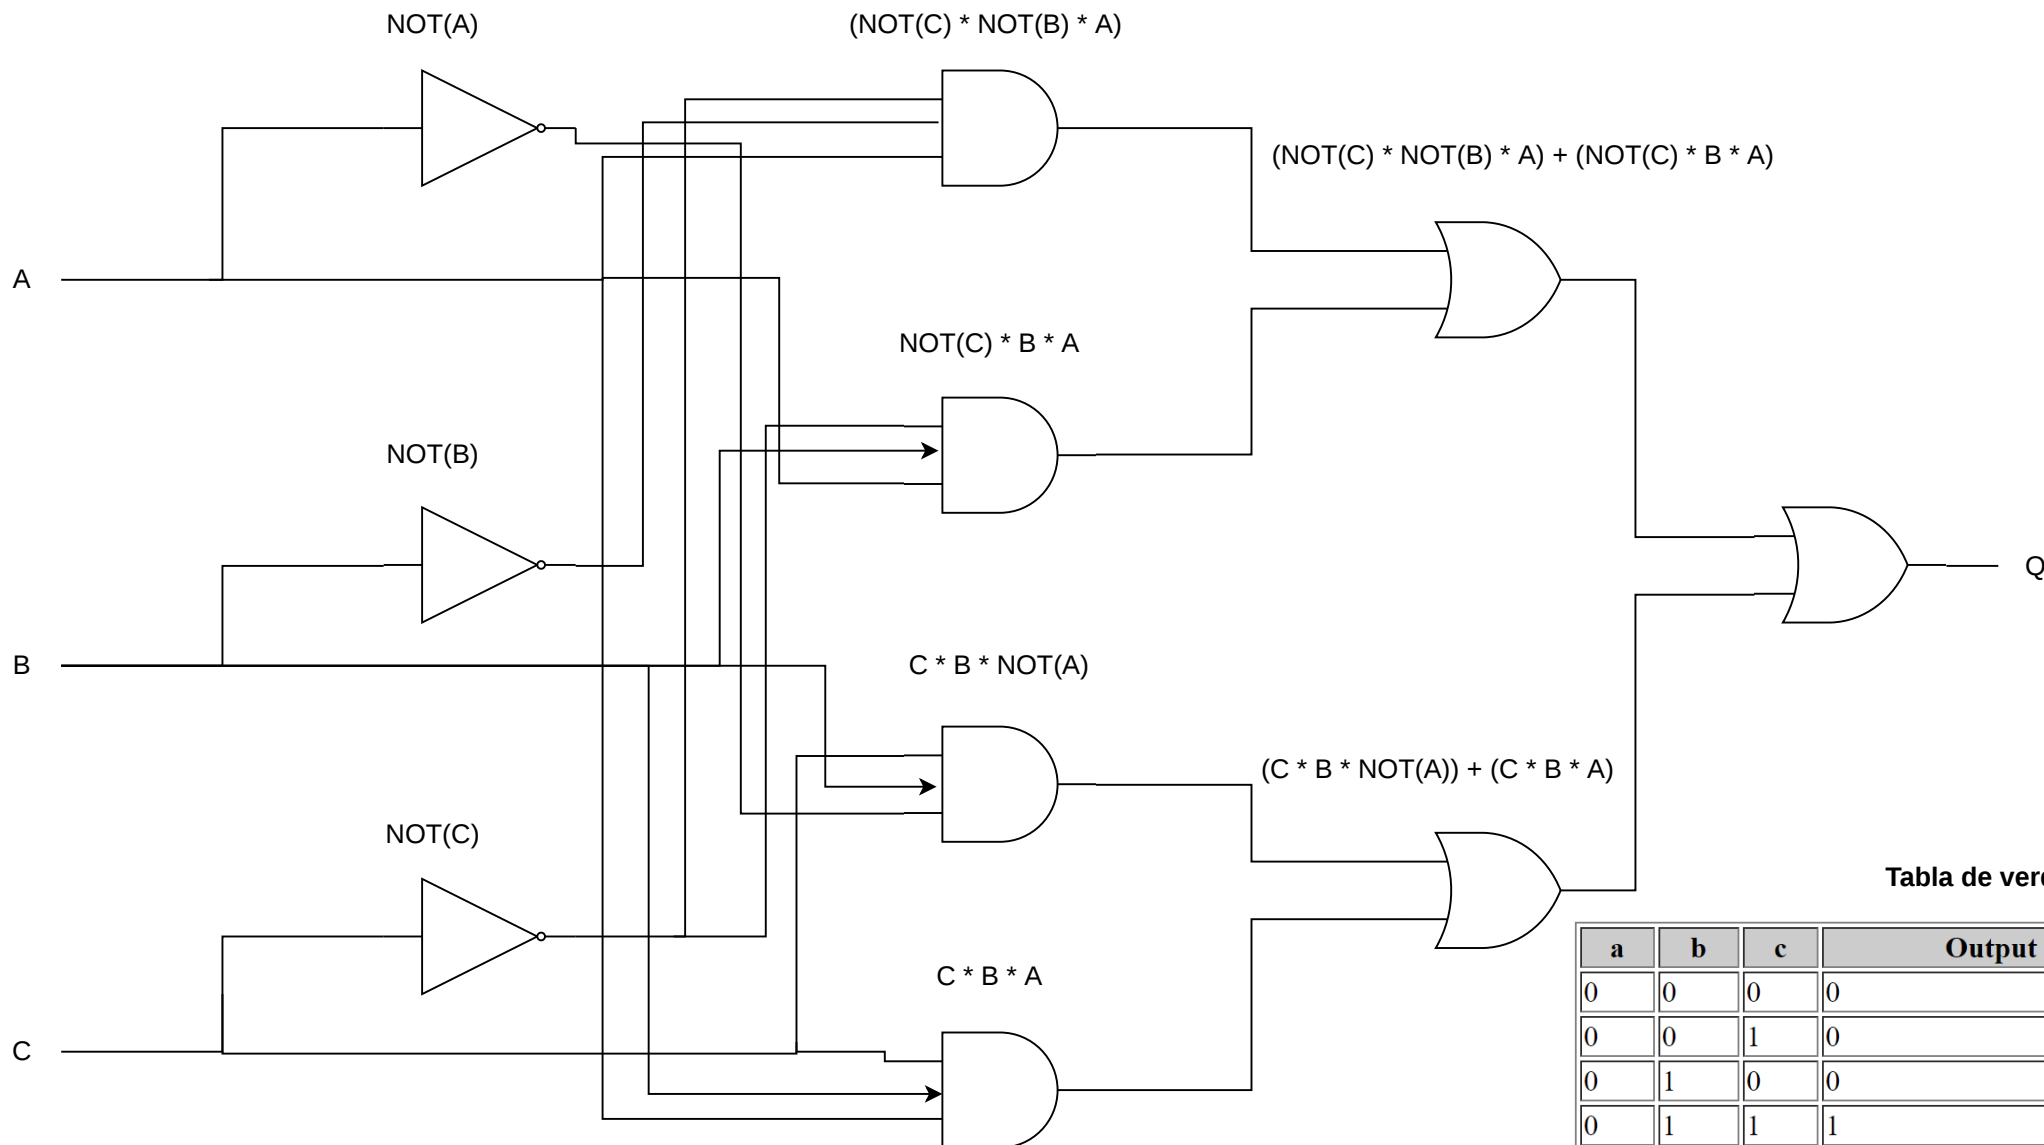 NOT(A)
(NOT(C) * NOT(B) * A)
(NOT(C) * NOT(B) * A) + (NOT(C) * B * A)
A
NOT(C) * B * A
NOT(B)
Q
B
C * B * NOT(A)
(C * B * NOT(A)) + (C * B * A)
NOT(C)
C * B * A
C
Tabla de
a b c Output
0 0 0 0
0 0 1 0
0 1 0 0
0 1 1 1